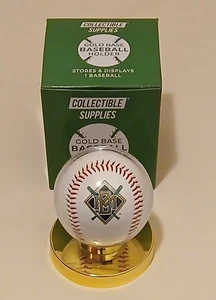 COLLECTIBLE
SUPPLIES
GOLD BASE
BASEBALL
HOLDER
STORES & DISPLAYS
1 BASEBALL
COLLECTIBLE
SUPPLIES
GOLD BASE
BASEBALL
M